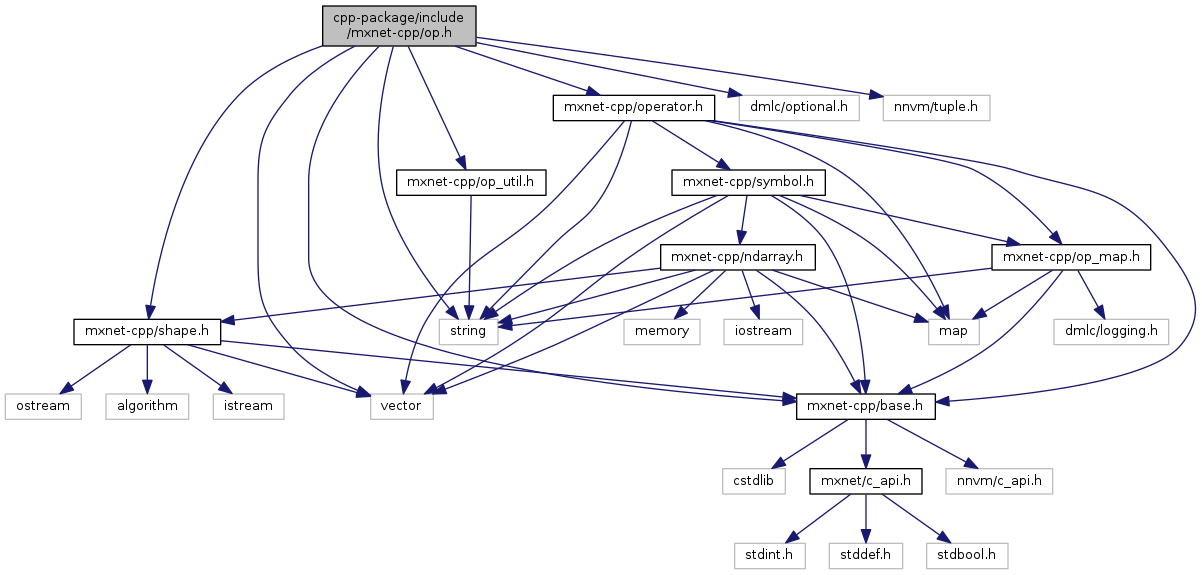 cpp-package/include
/mxnet-cpp/op.h
mxnet-cpp/operator.h
dmlc/optional.h
nnvm/tuple.h
mxnet-cpp/op_util.h
mxnet-cpp/symbol.h
mxnet-cpp/ndarray.h
mxnet-cpp/op_map.h
mxnet-cpp/shape.h
string
memory
iostream
map
dmlc/logging.h
ostream
algorithm
istream
vector
mxnet-cpp/base.h
cstdlib
mxnet/c_api.h
nnvm/c_api.h
stdint.h
stddef.h
stdbool.h